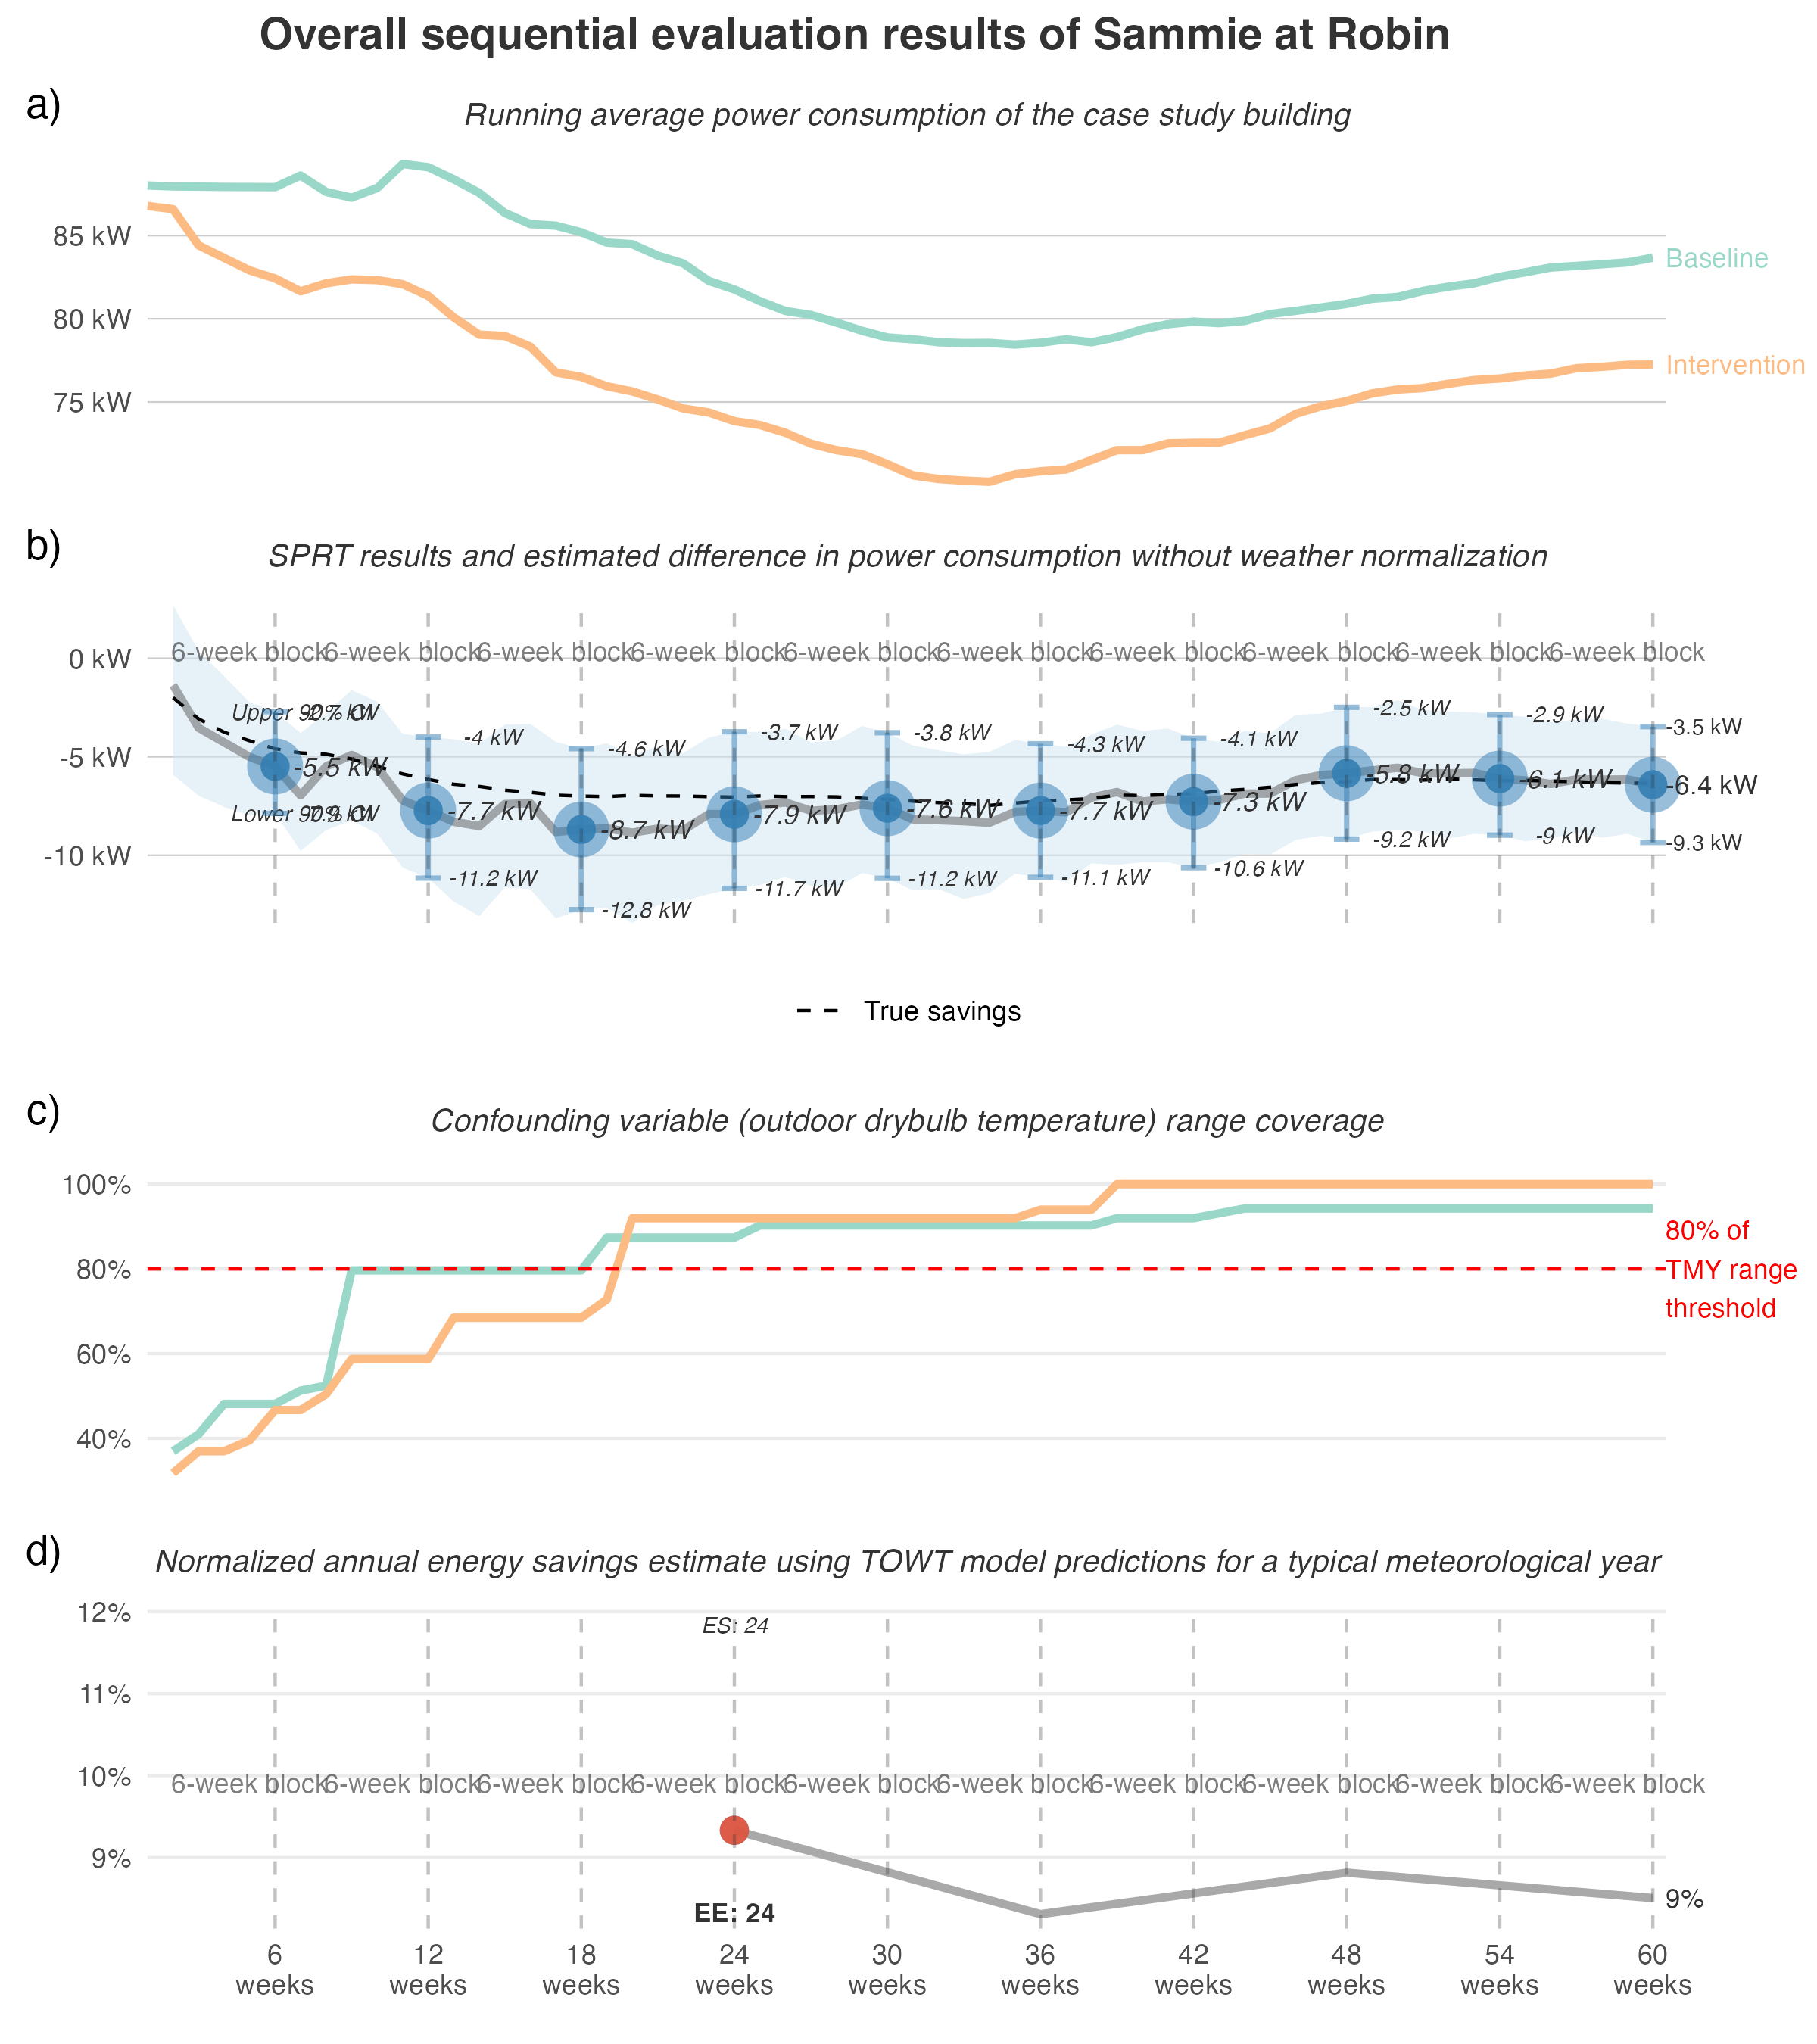 Overall sequential evaluation results of Sammie at Robin
a)
Running average power consumption of the case study building
85 kW
80 kW
75 kW
Baseline
Intervention
b)
SPRT results and estimated difference in power consumption without weather normalization
0 kW
-5 kW
-10 kW
6-week block
6-week block
6-week block
6-week block
6-week block
6-week block
6-week block
6-week block
6-week block
6-week block
Upper 90% CI
-2.7 kW
-4 kW
-4.6 kW
-3.7 kW
-3.8 kW
-4.3 kW
-4.1 kW
-2.5 kW
-2.9 kW
-3.5 kW
-5.5 kW
-7.7 kW
-8.7 kW
-7.9 kW
-7.6 kW
-7.7 kW
-7.3 kW
-5.8 kW
-6.1 kW
-6.4 kW
Lower 90% CI
-7.9 kW
-11.2 kW
-12.8 kW
-11.7 kW
-11.2 kW
-11.1 kW
-10.6 kW
-9.2 kW
-9 kW
-9.3 kW
True savings
c)
Confounding variable (outdoor drybulb temperature) range coverage
100%
80%
60%
40%
80% of
TMY range
threshold
d)
Normalized annual energy savings estimate using TOWT model predictions for a typical meteorological year
12%
11%
10%
9%
ES: 24
6-week block
6-week block
6-week block
6-week block
6-week block
6-week block
6-week block
6-week block
6-week block
6-week block
EE: 24
9%
6
weeks
12
weeks
18
weeks
24
weeks
30
weeks
36
weeks
42
weeks
48
weeks
54
weeks
60
weeks